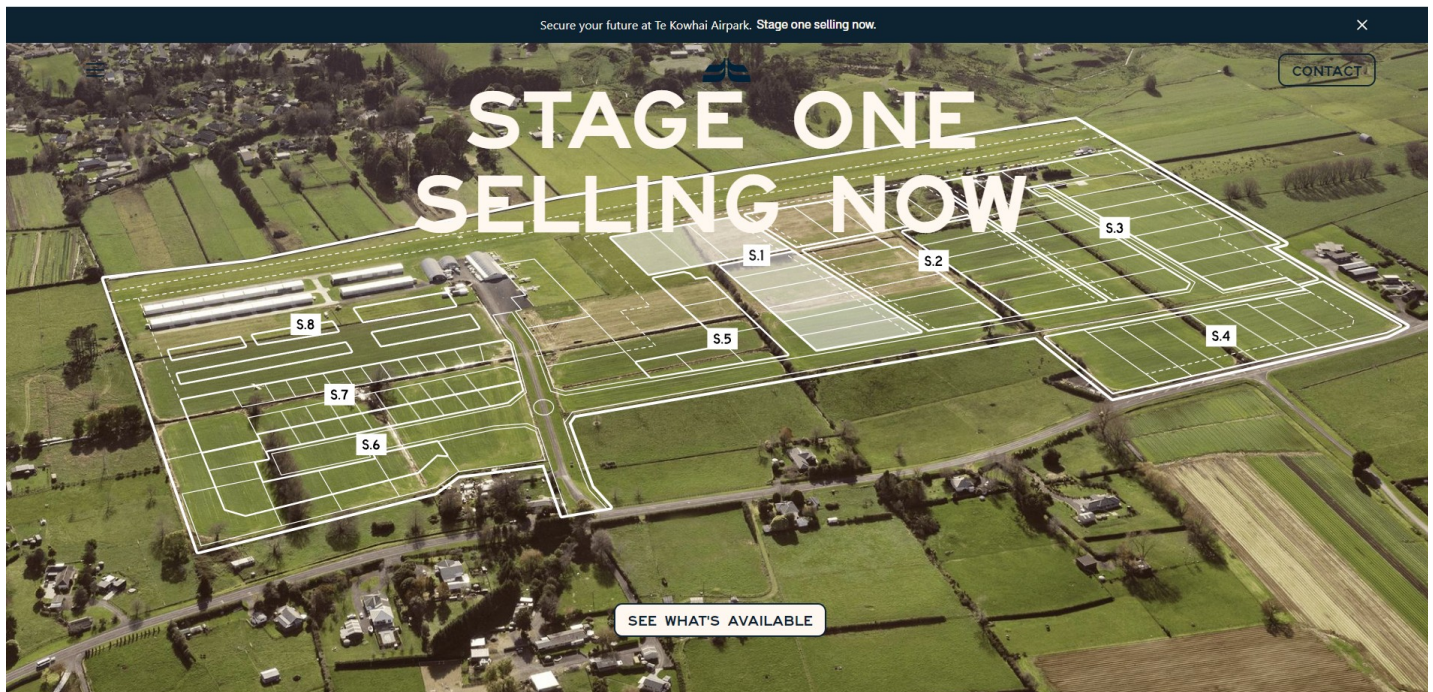 Secure your future at Te Kowhai Airpark. Stage one selling now.
CONTACT
STAGE ONE
SELLING NOW
S.1
S.2
S.3
S.4
S.5
S.8
S.7
S.6
SEE WHAT'S AVAILABLE